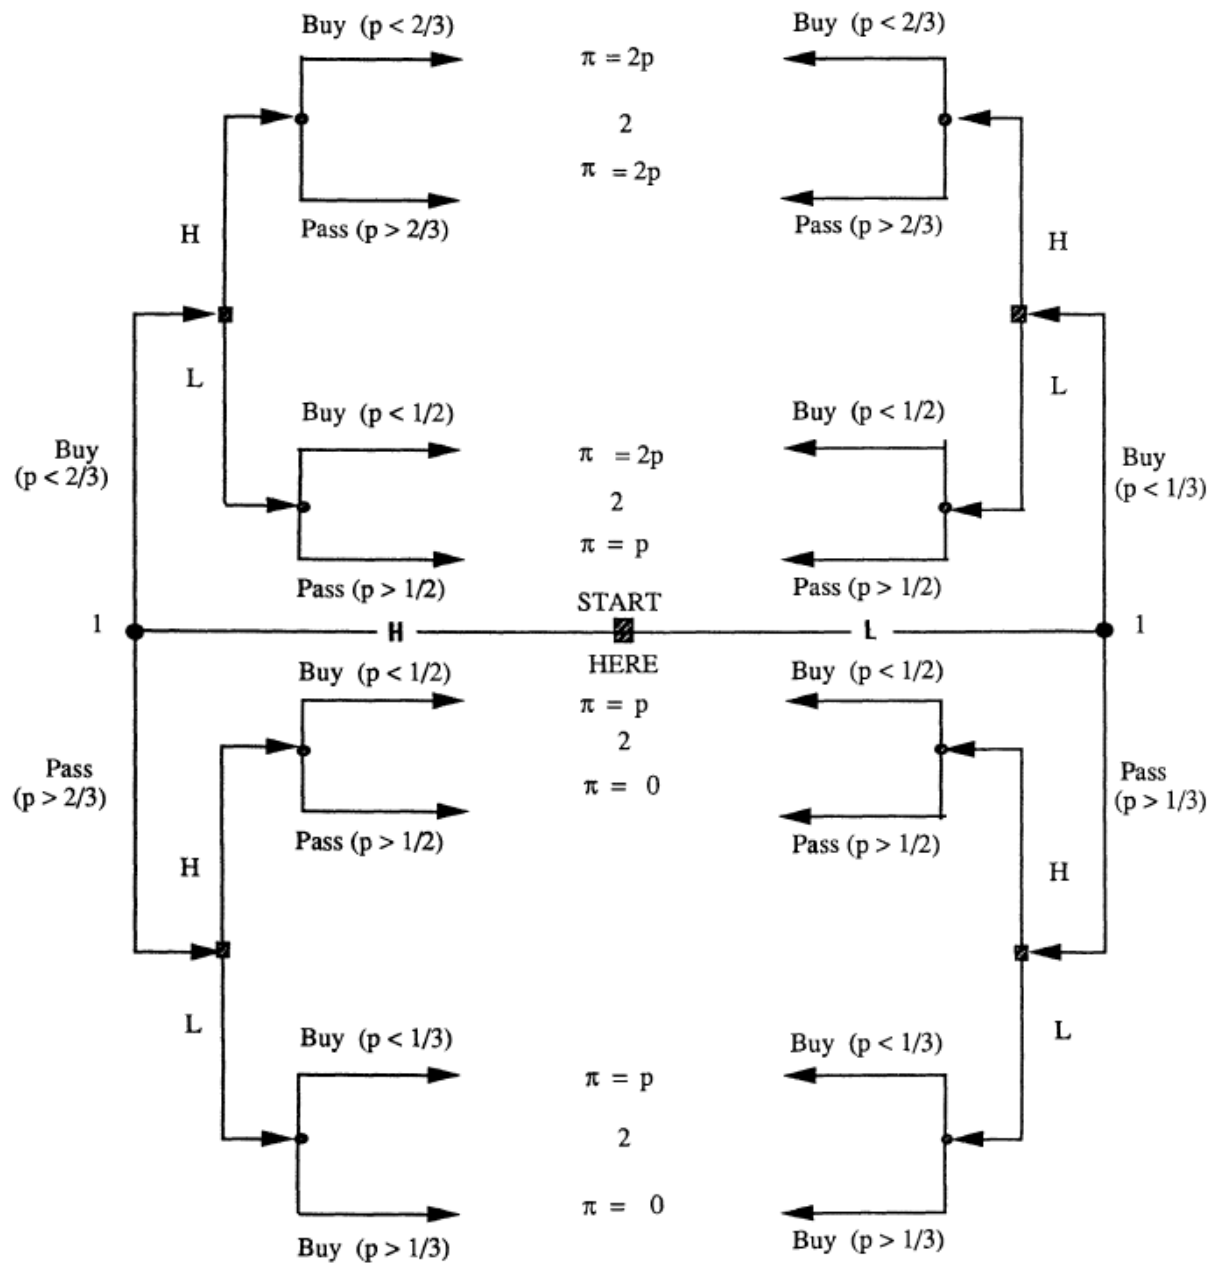 Buy (p < 2/3)
Buy (p < 2/3)
π = 2p
2
π = 2p
Pass (p > 2/3)
Pass (p > 2/3)
H
H
L
L
Buy (p < 1/2)
Buy (p < 1/2)
Buy
(p < 2/3)
π = 2p
Buy
(p < 1/3)
2
π = p
Pass (p > 1/2)
Pass (p > 1/2)
START
1
H
L
1
HERE
Buy (p < 1/2)
Buy (p < 1/2)
π = p
2
Pass
(p > 2/3)
π = 0
Pass
(p > 1/3)
Pass (p > 1/2)
Pass (p > 1/2)
H
H
L
L
Buy (p < 1/3)
Buy (p < 1/3)
π = p
2
π = 0
Buy (p > 1/3)
Buy (p > 1/3)